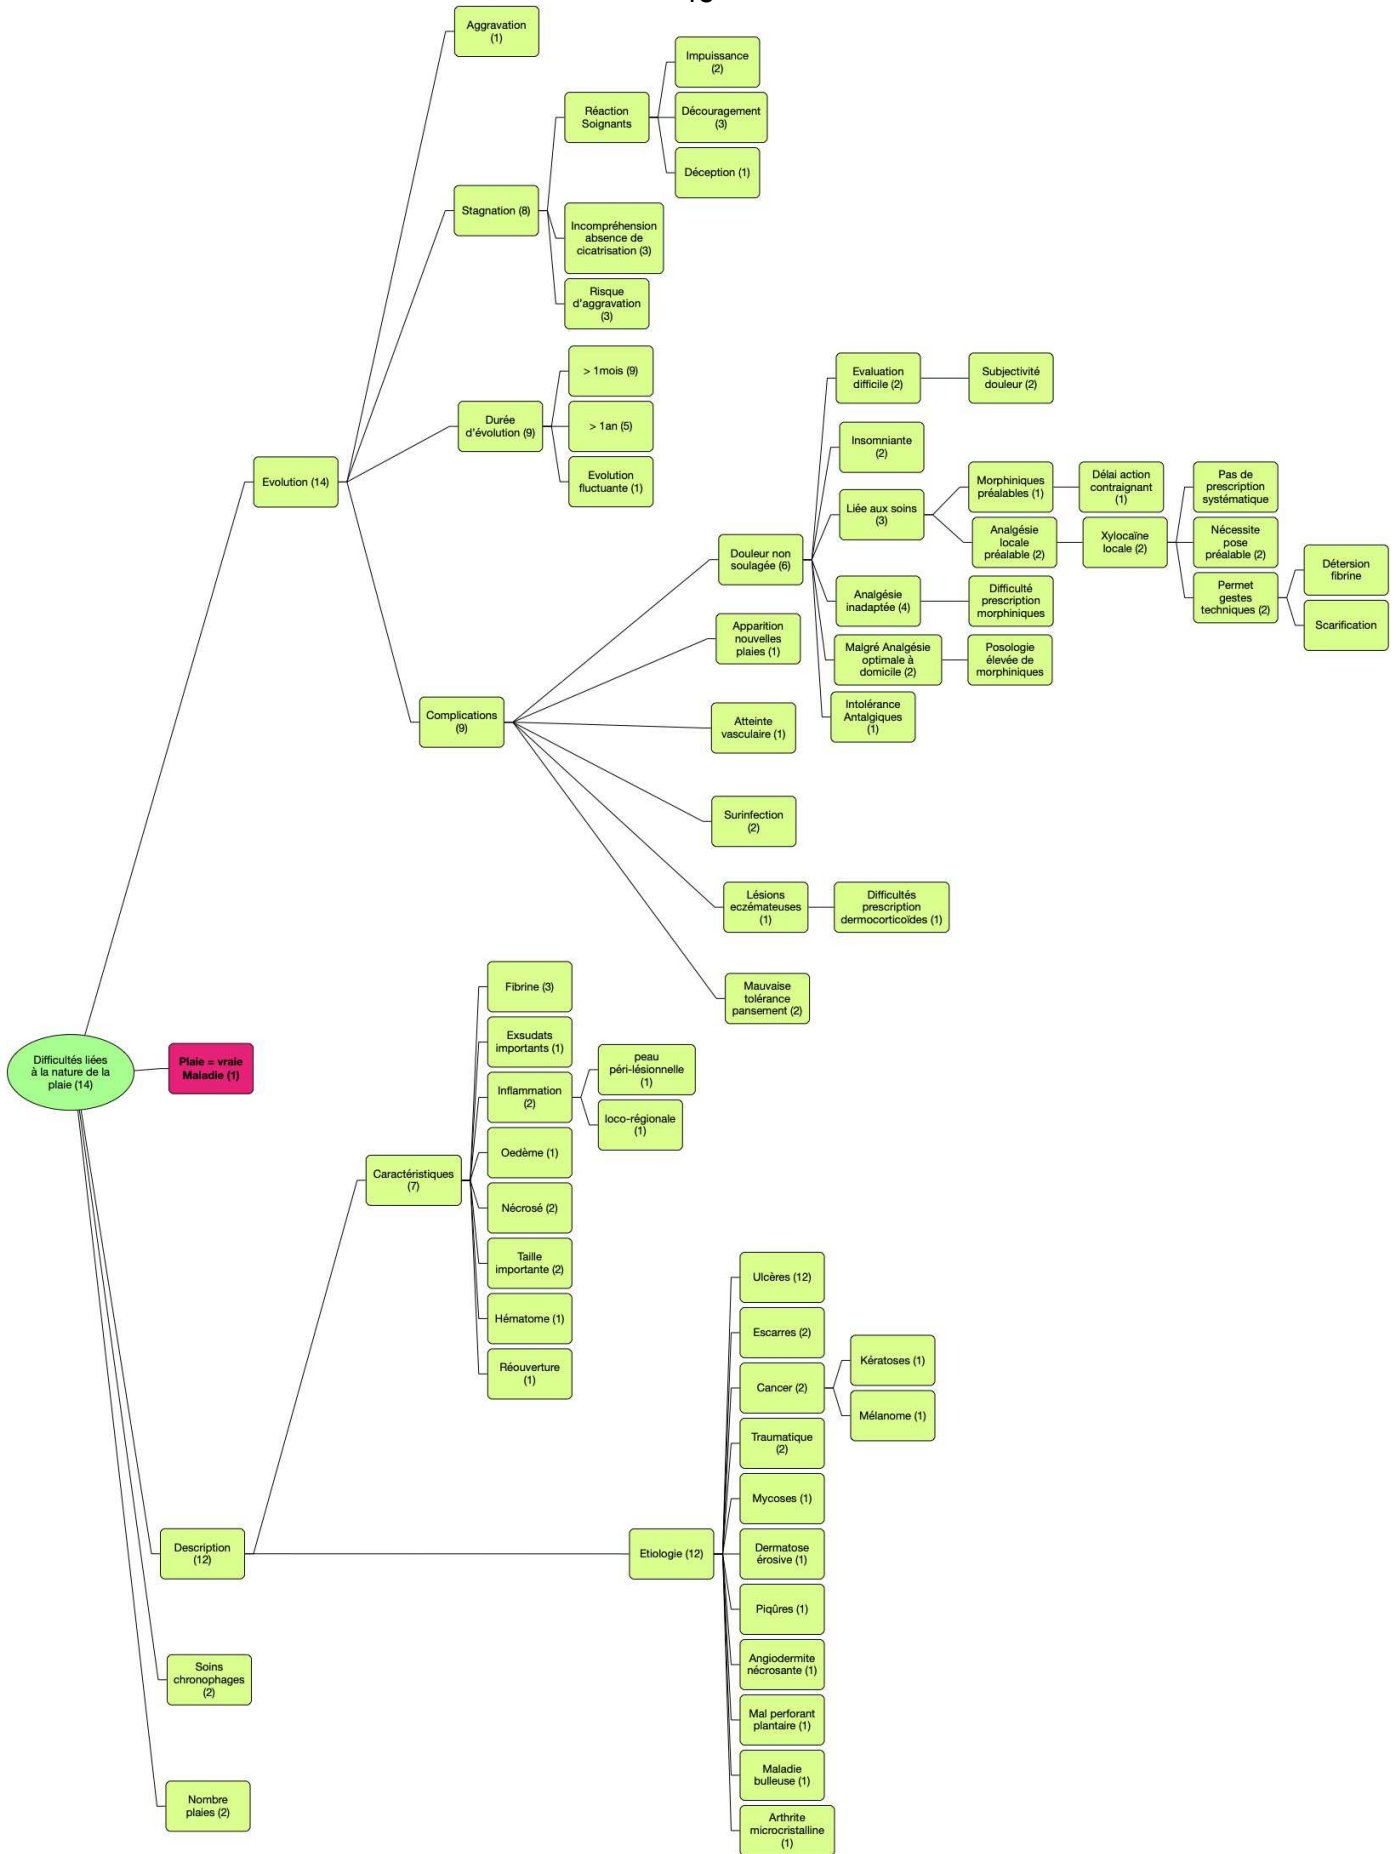 Aggravation
(1)
Impuissance
(2)
Réaction
Soignants
Découragement
(3)
Déception (1)
Stagnation (8)
Incompréhension
absence de
cicatrisation (3)
Risque
d'aggravation
(3)
> 1mois (9)
Durée
d'évolution (9)
> 1an (5)
Evolution
fluctuante (1)
Evolution (14)
Evaluation
difficile (2)
Subjectivité
douleur (2)
Insomniante
(2)
Liée aux soins
(3)
Morphiniques
préalables (1)
Délai action
contraignant
(1)
Analgésie
locale
préalable (2)
Xylocaïne
locale (2)
Pas de
prescription
systématique
Nécessite
pose
préalable (2)
Permet
gestes
techniques (2)
Détersion
fibrine
Scarification
Douleur non
soulagée (6)
Analgésie
inadaptée (4)
Difficulté
prescription
morphiniques
Malgré Analgésie
optimale à
domicile (2)
Posologie
élevée de
morphiniques
Intolérance
Antalgiques
(1)
Apparition
nouvelles
plaies (1)
Complications
(9)
Atteinte
vasculaire (1)
Surinfection
(2)
Lésions
eczémateuses
(1)
Difficultés
prescription
dermocorticoïdes (1)
Mauvaise
tolérance
pansement (2)
Difficultés liées
à la nature de la
plaie (14)
Plaie = vraie
Maladie (1)
Fibrine (3)
Exsudats
importants (1)
Inflammation
(2)
peau
péri-lésionnelle
(1)
loco-régionale
(1)
Oedème (1)
Caractéristiques
(7)
Nécrosé (2)
Taille
importante (2)
Hématome (1)
Réouverture
(1)
Description
(12)
Etiologie (12)
Ulcères (12)
Escarres (2)
Cancer (2)
Kératoses (1)
Mélanome (1)
Traumatique
(2)
Mycoses (1)
Dermatose
érosive (1)
Piqûres (1)
Angiodermite
nécrosante (1)
Mal perforant
plantaire (1)
Maladie
bulleuse (1)
Arthrite
microcristalline
(1)
Soins
chronophages
(2)
Nombre
plaies (2)